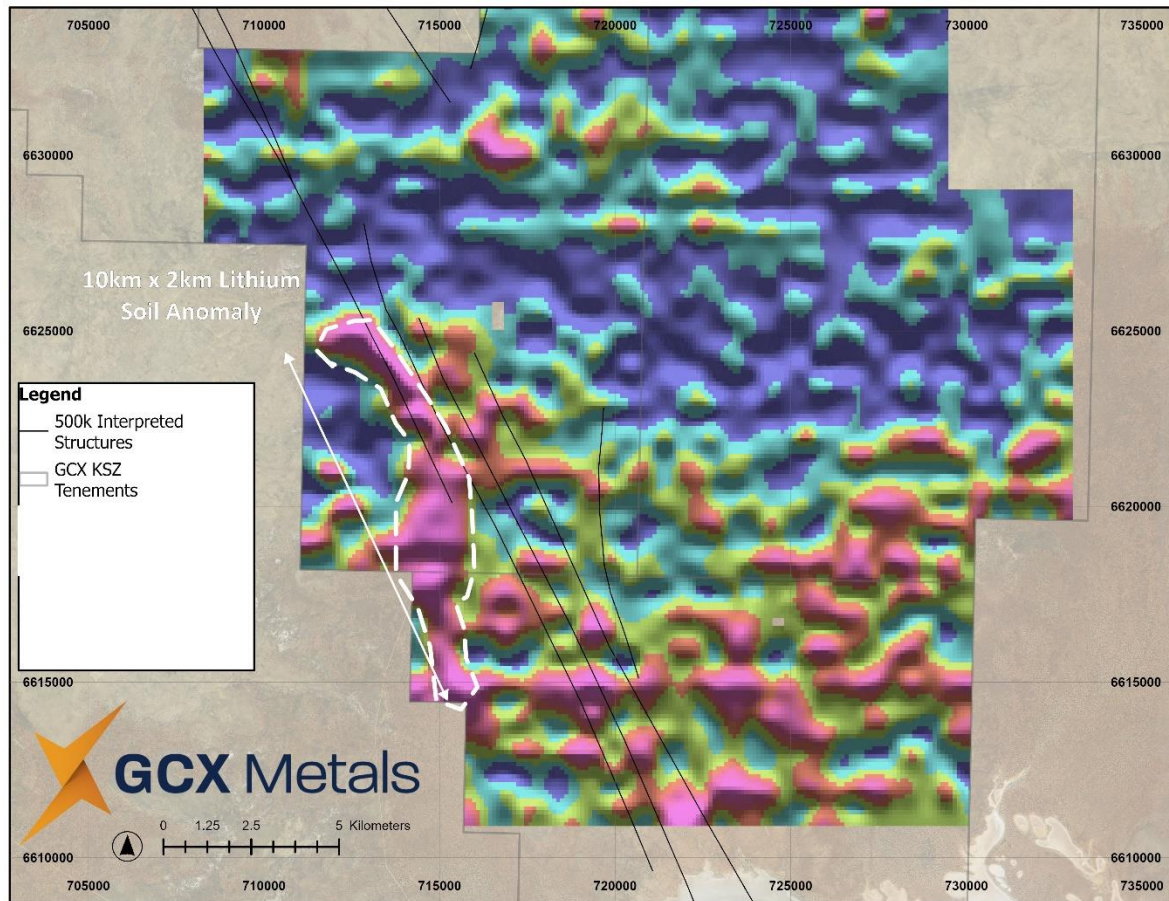 705000 710000 715000 720000 725000 730000 735000
6630000 6630000
10km x 2km Lithium
Soil Anomaly
6625000 6625000
Legend
500k Interpreted
Structures
GCX KSZ
Tenements
6620000
6615000 6615000
GCX Metals
0 1.25 2.5 5 Kilometers
6610000 6610000
705000 710000 715000 720000 725000 730000 735000